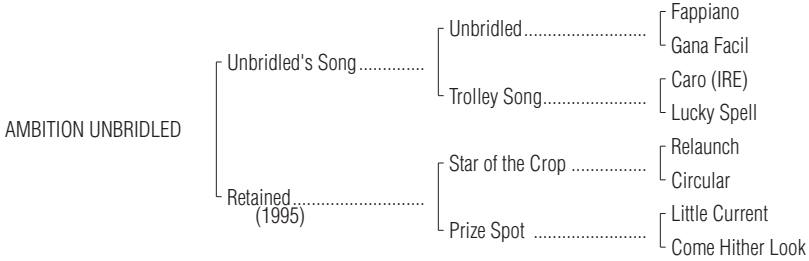 Fappiano
Unbridled..........................
Gana Facil
Unbridled's Song..............
Caro (IRE)
Trolley Song......................
Lucky Spell
AMBITION UNBRIDLED
Relaunch
Star of the Crop ................
Circular
Retained............................
(1995)
Little Current
Prize Spot ........................
Come Hither Look